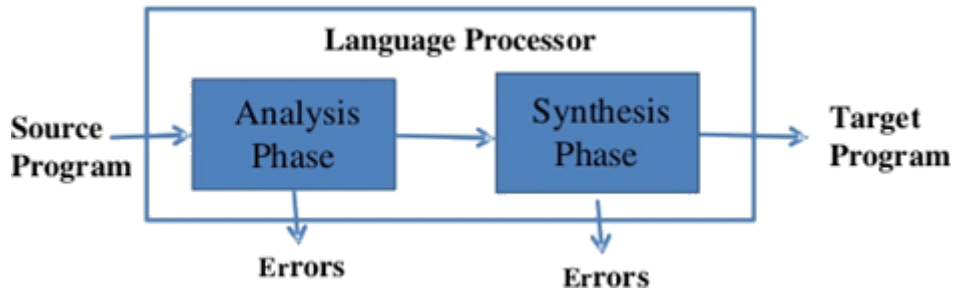 Language Processor
Source
Program
Analysis
Phase
Synthesis
Phase
Target
Program
Errors
Errors